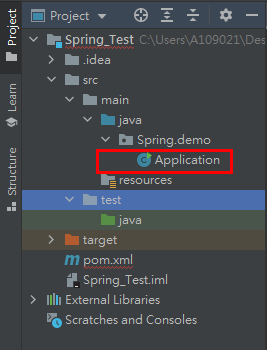 Project
Spring_Test C:\Users\A109021\Des
.idea
src
main
java
Spring.demo
Application
resources
test
java
target
pom.xml
Spring_Test.iml
External Libraries
Scratches and Consoles
Project
Learn
Structure